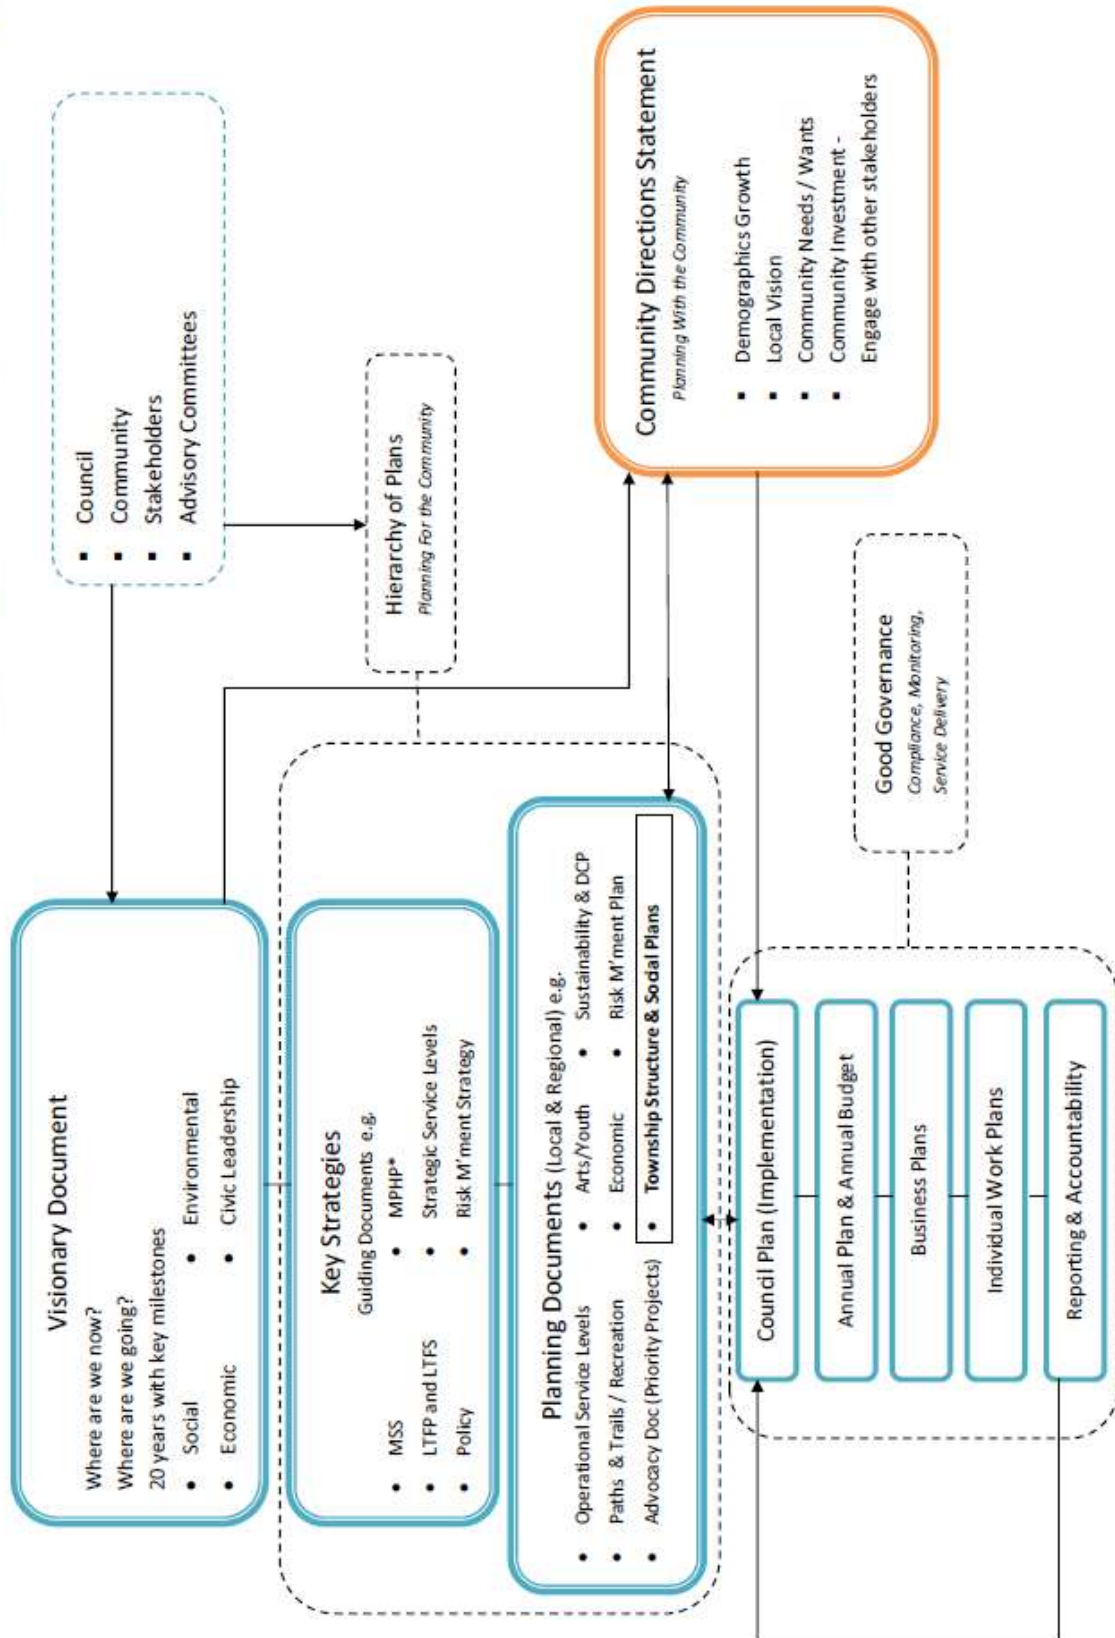 Visionary Document
Where are we now?
Where are we going?
20 years with key milestones
• Social
• Environmental
• Economic
• Civic Leadership
▪ Council
▪ Community
▪ Stakeholders
▪ Advisory Committees
Key Strategies
Guiding Documents e.g.
• MSS
• MPHP*
• LTFP and LTFS
• Strategic Service Levels
• Policy
• Risk M'ment Strategy
Hierarchy of Plans
Planning For the Community
Planning Documents (Local & Regional) e.g.
• Operational Service Levels
• Arts/Youth
• Sustainability & DCP
• Paths & Trails / Recreation
• Economic
• Risk M'ment Plan
• Advocacy Doc (Priority Projects)
• Township Structure & Social Plans
Community Directions Statement
Planning With the Community
▪ Demographics Growth
▪ Local Vision
▪ Community Needs / Wants
▪ Community Investment -
Engage with other stakeholders
Council Plan (Implementation)
Annual Plan & Annual Budget
Business Plans
Individual Work Plans
Reporting & Accountability
Good Governance
Compliance, Monitoring,
Service Delivery